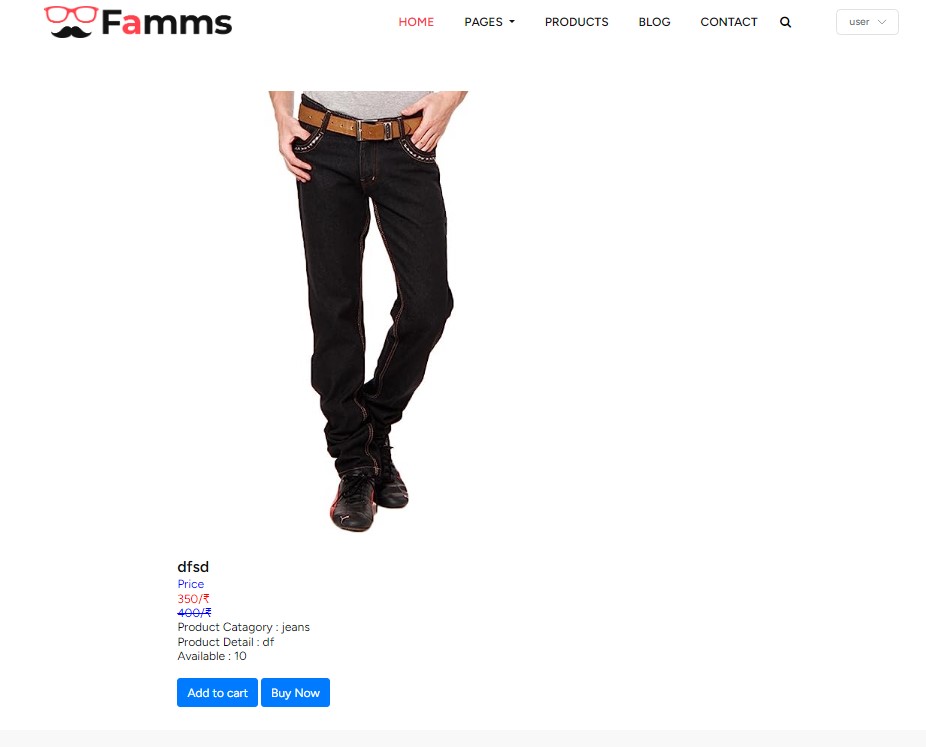 Famms
HOME PAGES PRODUCTS BLOG CONTACT user
dfsd
Price
350/₹
400/₹
Product Catagory : jeans
Product Detail : df
Available : 10
Add to cart Buy Now